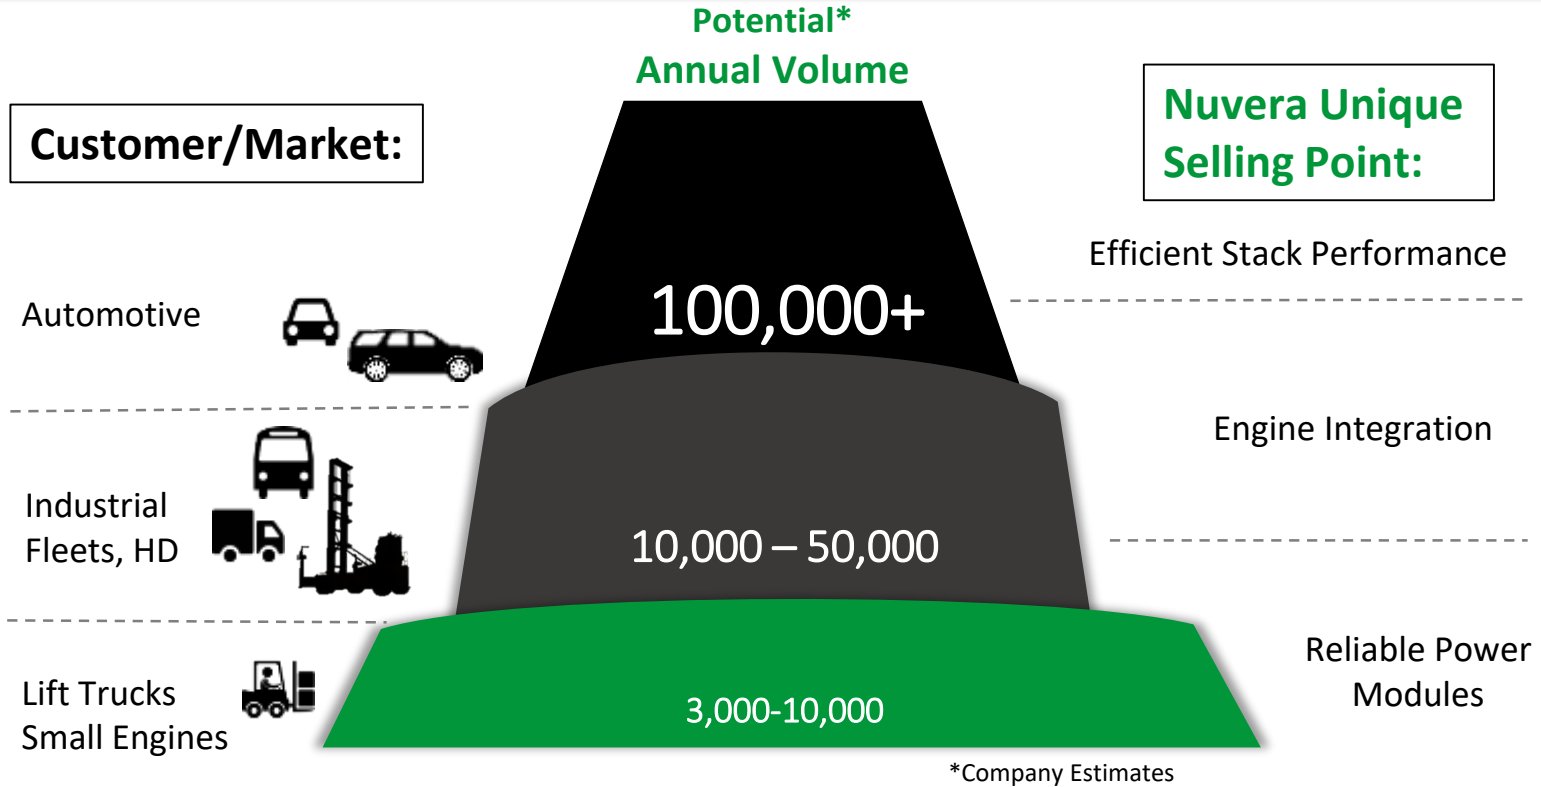 Potential*
Annual Volume
Customer/Market:
Nuvera Unique
Selling Point:
Automotive
100,000+
Efficient Stack Performance
Industrial
Fleets, HD
10,000 – 50,000
Engine Integration
Lift Trucks
Small Engines
3,000-10,000
Reliable Power
Modules
*Company Estimates